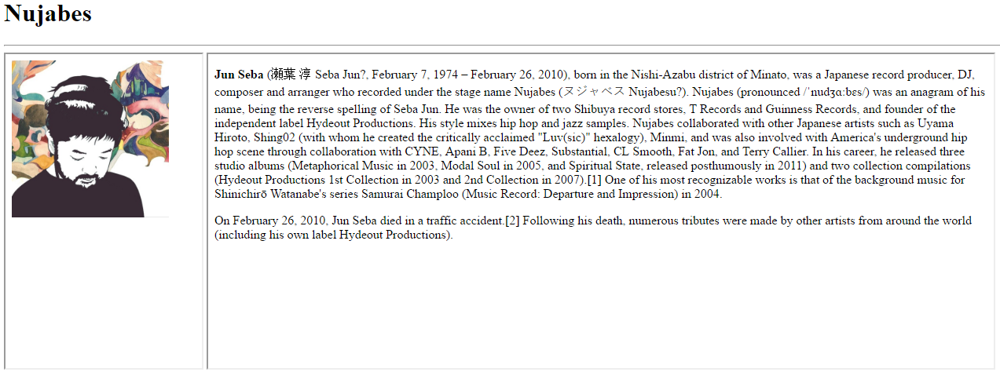 Nujabes
Jun Seba (瀬葉 淳 Seba Jun?, February 7, 1974 – February 26, 2010), born in the Nishi-Azabu district of Minato, was a Japanese record producer, DJ,
composer and arranger who recorded under the stage name Nujabes (ヌジャベス Nujabesu?). Nujabes (pronounced /ˈnudʒɑːbɛs/) was an anagram of his
name, being the reverse spelling of Seba Jun. He was the owner of two Shibuya record stores, T Records and Guinness Records, and founder of the
independent label Hydeout Productions. His style mixes hip hop and jazz samples. Nujabes collaborated with other Japanese artists such as Uyama
Hiroto, Shing02 (with whom he created the critically acclaimed "Luv(sic)" hexalogy), Minmi, and was also involved with America's underground hip
hop scene through collaboration with CYNE, Apani B, Five Deez, Substantial, CL Smooth, Fat Jon, and Terry Callier. In his career, he released three
studio albums (Metaphorical Music in 2003, Modal Soul in 2005, and Spiritual State, released posthumously in 2011) and two collection compilations
(Hydeout Productions 1st Collection in 2003 and 2nd Collection in 2007).[1] One of his most recognizable works is that of the background music for
Shinichirō Watanabe's series Samurai Champloo (Music Record: Departure and Impression) in 2004.
On February 26, 2010, Jun Seba died in a traffic accident.[2] Following his death, numerous tributes were made by other artists from around the world
(including his own label Hydeout Productions).